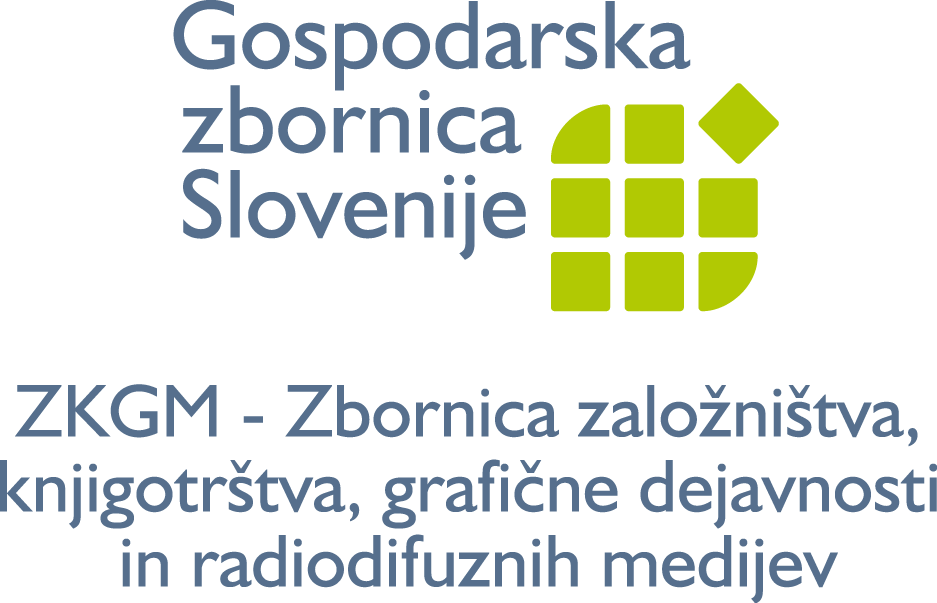 Gospodarska
zbornica
Slovenije
ZKGM - Zbornica založništva,
knjigotrštva, grafične dejavnosti
in radiodifuznih medijev